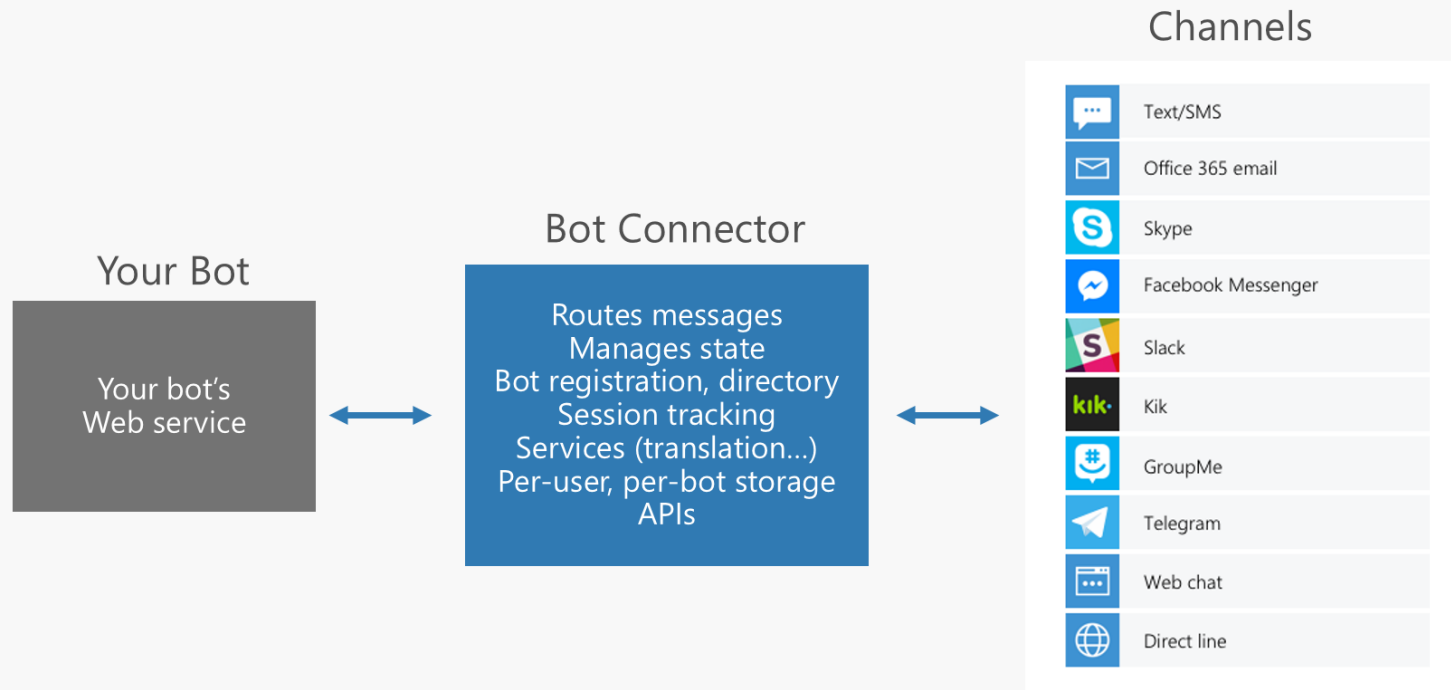 Channels
Your Bot
Your bot’s
Web service
Bot Connector
Routes messages
Manages state
Bot registration, directory
Session tracking
Services (translation...)
Per-user, per-bot storage
APIs
Text/SMS
Office 365 email
S
Skype
Facebook Messenger
S
Slack
kik·
Kik
#
GroupMe
Telegram
Web chat
Direct line